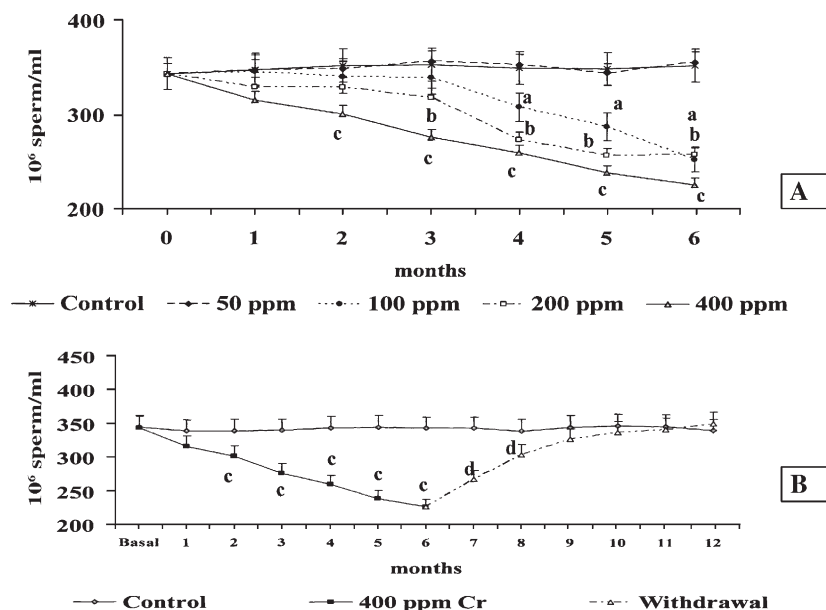 400
300
200
10⁶ sperm/ml
a
a
a
b
b
b
b
c
c
c
c
c
0 1 2 3 4 5 6
months
A
Control 50 ppm 100 ppm 200 ppm 400 ppm
450
400
350
300
250
200
10⁶ sperm/ml
c
c
c
c
c
d
d
B
Basal 1 2 3 4 5 6 7 8 9 10 11 12
months
Control 400 ppm Cr Withdrawal